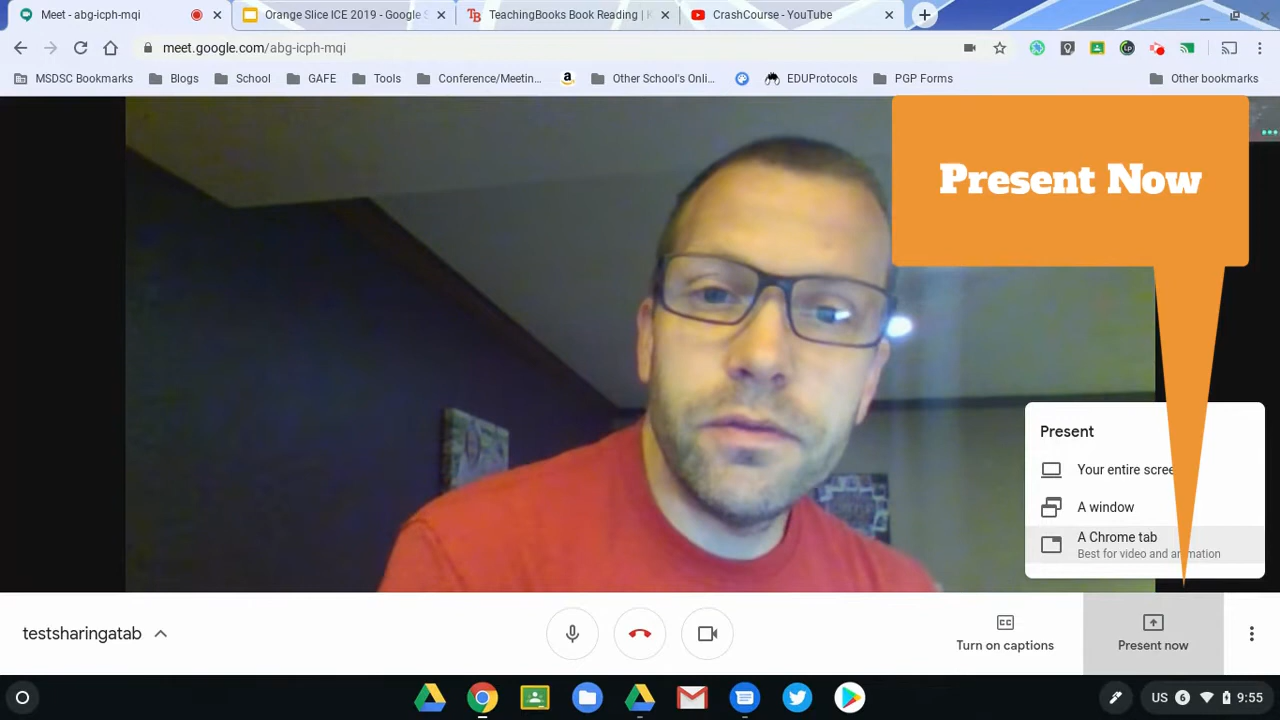 Meet - abg-icph-mqi
Orange Slice ICE 2019 - Google S
TeachingBooks Book Reading | K
CrashCourse - YouTube
meet.google.com/abg-icph-mqi
MSDSC Bookmarks
Blogs
School
GAFE
Tools
Conference/Meetin...
Other School's Onli...
EDUProtocols
PGP Forms
Other bookmarks
Present Now
Present
Your entire scree
A window
A Chrome tab
Best for video and animation
testsharingatab
CC
Turn on captions
Present now
US 6 9:55